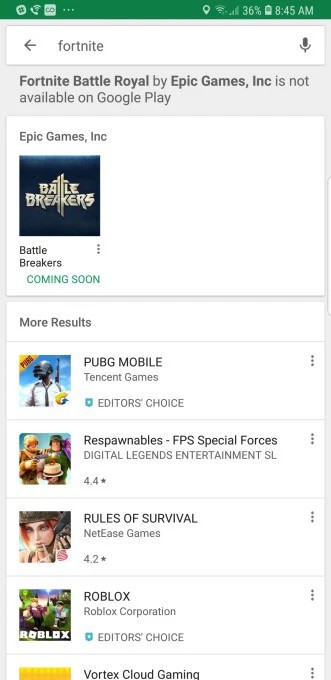 36% 8:45 AM
fortnite
Fortnite Battle Royal by Epic Games, Inc is not
available on Google Play
Epic Games, Inc
BATTLE
BREAKERS
Battle
Breakers
COMING SOON
More Results
PUBG
PUBG MOBILE
Tencent Games
EDITORS' CHOICE
Respawnables - FPS Special Forces
DIGITAL LEGENDS ENTERTAINMENT SL
4.4★
RULES OF SURVIVAL
NetEase Games
4.2★
ROBLOX
ROBLOX
Roblox Corporation
EDITORS' CHOICE
Vortex Cloud Gaming